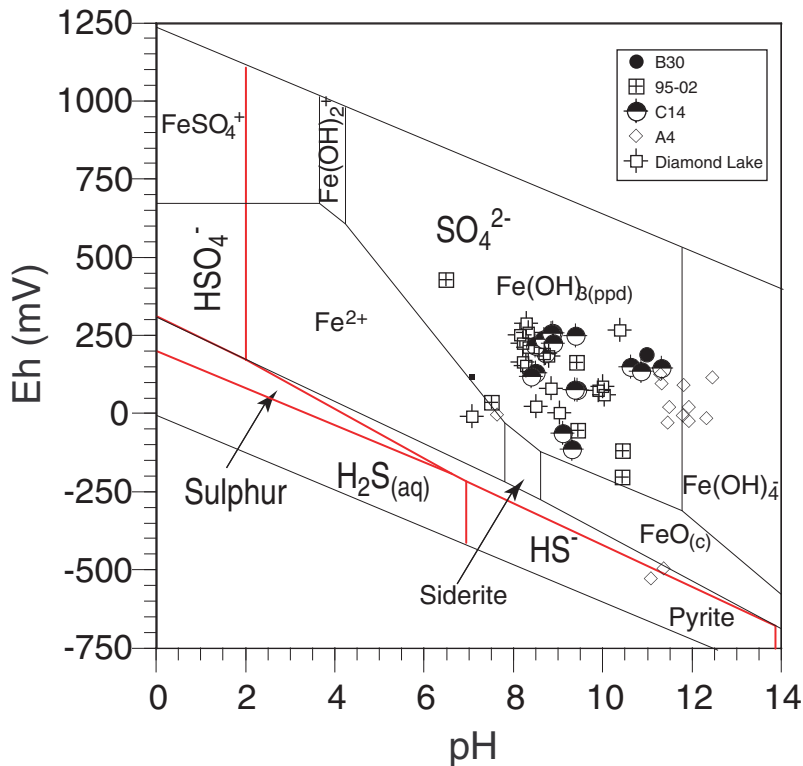 1250
1000
750
500
250
0
-250
-500
-750
Eh (mV)
0
2
4
6
8
10
12
14
pH
B30
95-02
C14
A4
Diamond Lake
FeSO₄⁺
Fe(OH)₂⁺
SO₄²⁻
HSO₄⁻
Fe²⁺
Fe(OH)₃(ppd)
Sulphur
H₂S(aq)
Fe(OH)₄⁻
FeO(c)
HS⁻
Siderite
Pyrite